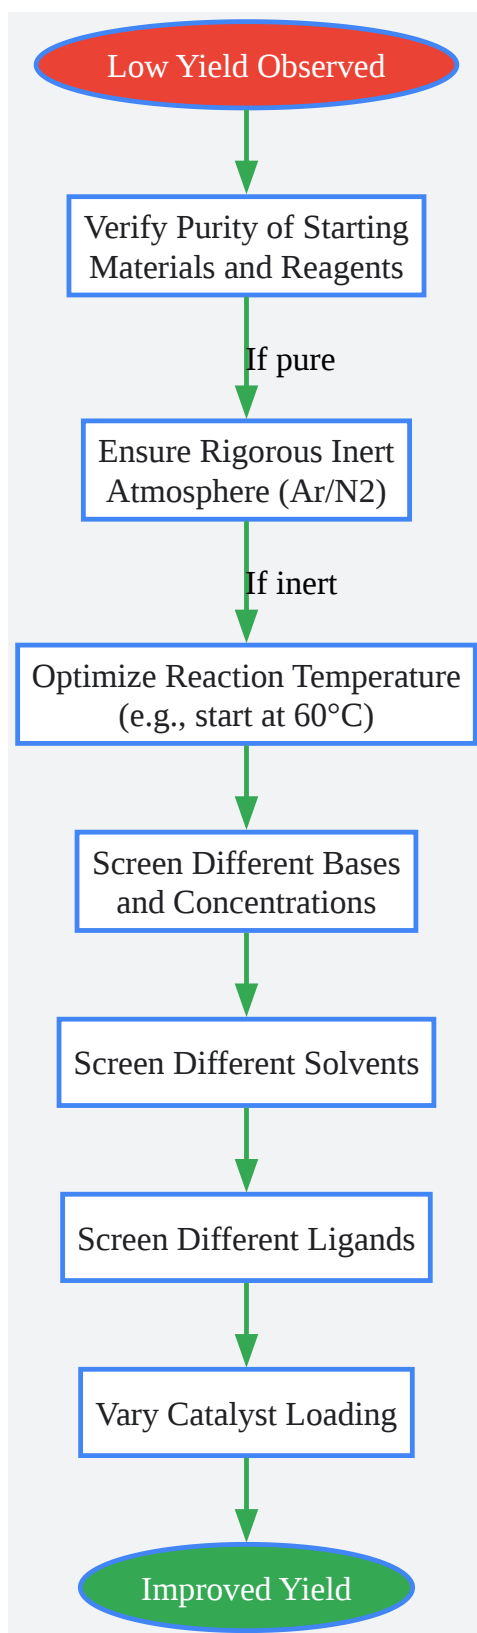 Low Yield Observed
Verify Purity of Starting
Materials and Reagents
If pure
Ensure Rigorous Inert
Atmosphere (Ar/N2)
If inert
Optimize Reaction Temperature
(e.g., start at 60°C)
Screen Different Bases
and Concentrations
Screen Different Solvents
Screen Different Ligands
Vary Catalyst Loading
Improved Yield